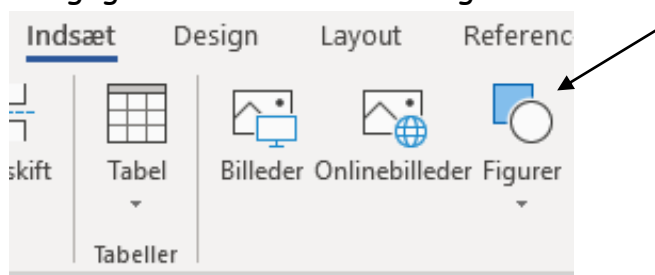 Indsæt Design Layout Referenc
skift Tabel Billeder Onlinebilleder Figurer
Tabeller